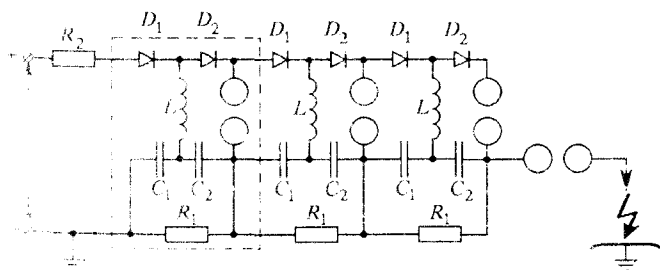 D₁ D₂ D₁ D₂ D₁ D₂
R₂
L L L
C₁ C₂ C₁ C₂ C₁ C₂
R₁ R₁ R₁